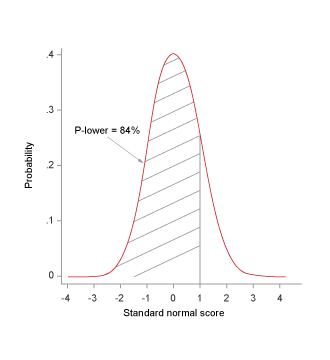 .4
P-lower = 84%
.3
.2
.1
0
Probability
-4 -3 -2 -1 0 1 2 3 4
Standard normal score